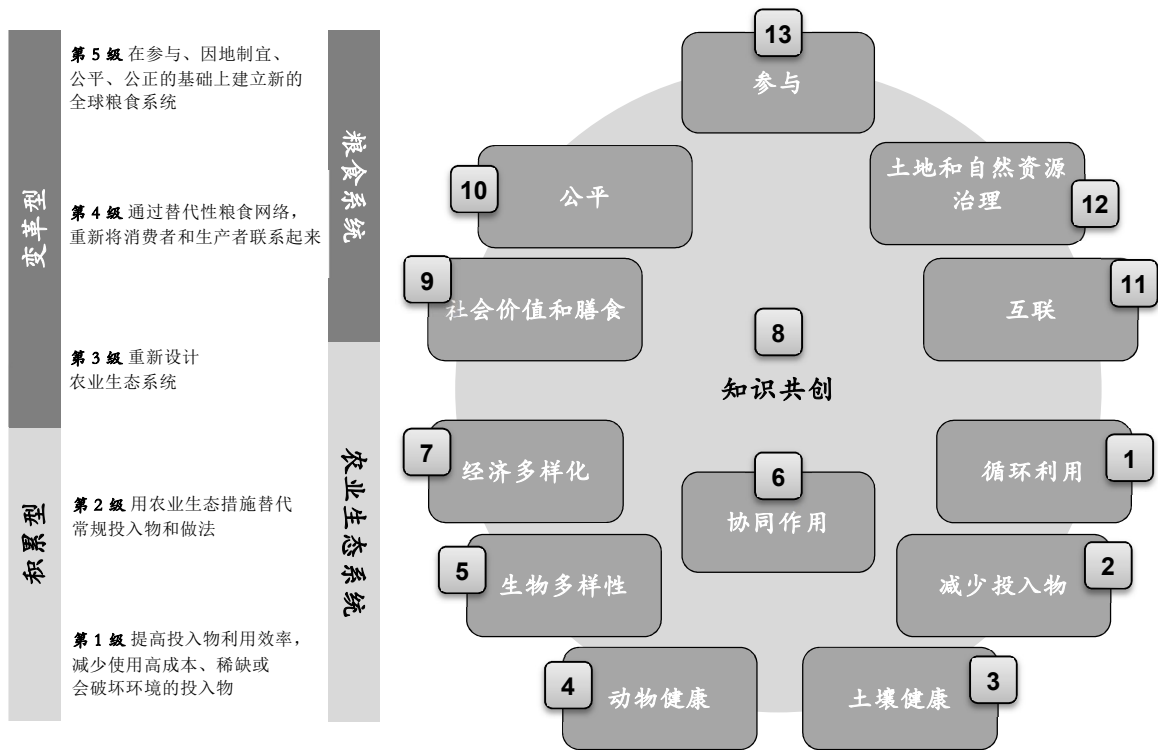 变革型
积累型
第 5 级 在参与、因地制宜、
公平、公正的基础上建立新的
全球粮食系统
第 4 级 通过替代性粮食网络，
重新将消费者和生产者联系起来
第 3 级 重新设计
农业生态系统
第 2 级 用农业生态措施替代
常规投入物和做法
第 1 级 提高投入物利用效率，
减少使用高成本、稀缺或
会破坏环境的投入物
粮食系统
农业生态系统
13
参与
10
公平
土地和自然资源
治理
12
9
社会价值和膳食
11
互联
8
知识共创
7
经济多样化
6
协同作用
1
循环利用
5
生物多样性
2
减少投入物
4
动物健康
3
土壤健康